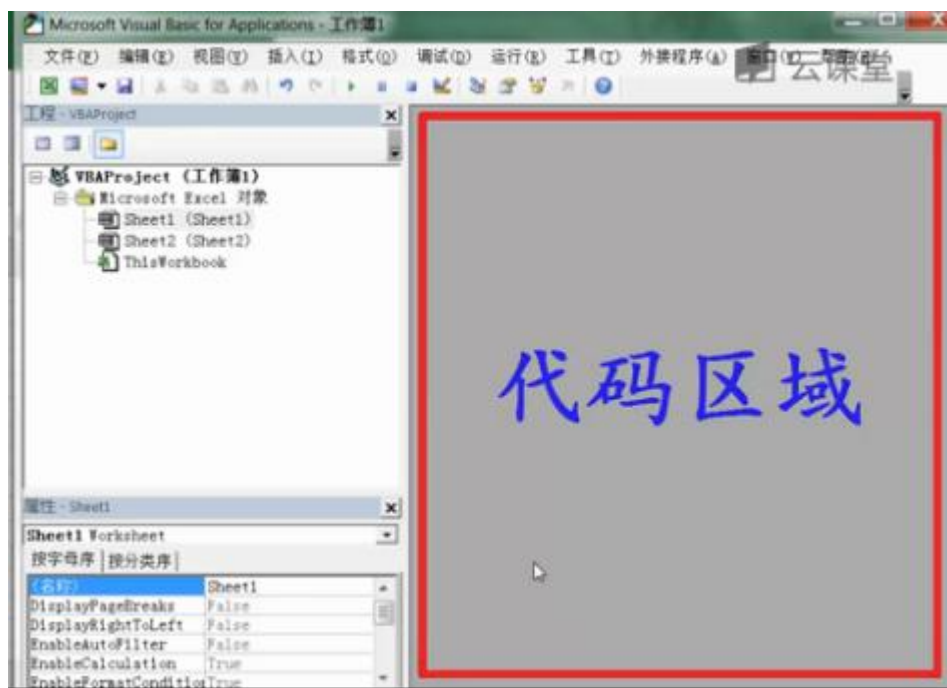 Microsoft Visual Basic for Applications - 工作簿1
文件(F) 编辑(E) 视图(V) 插入(I) 格式(O) 调试(D) 运行(R) 工具(T) 外接程序(A) 窗口(W)
云课堂
工程 - VBAProject
VBAProject (工作簿1)
Microsoft Excel 对象
Sheet1 (Sheet1)
Sheet2 (Sheet2)
ThisWorkbook
代码区域
属性 - Sheet1
Sheet1 Worksheet
按字母序 按分类序
(名称) Sheet1
DisplayPageBreaks False
DisplayRightToLeft False
EnableAutoFilter False
EnableCalculation True
EnableFormatConditio True